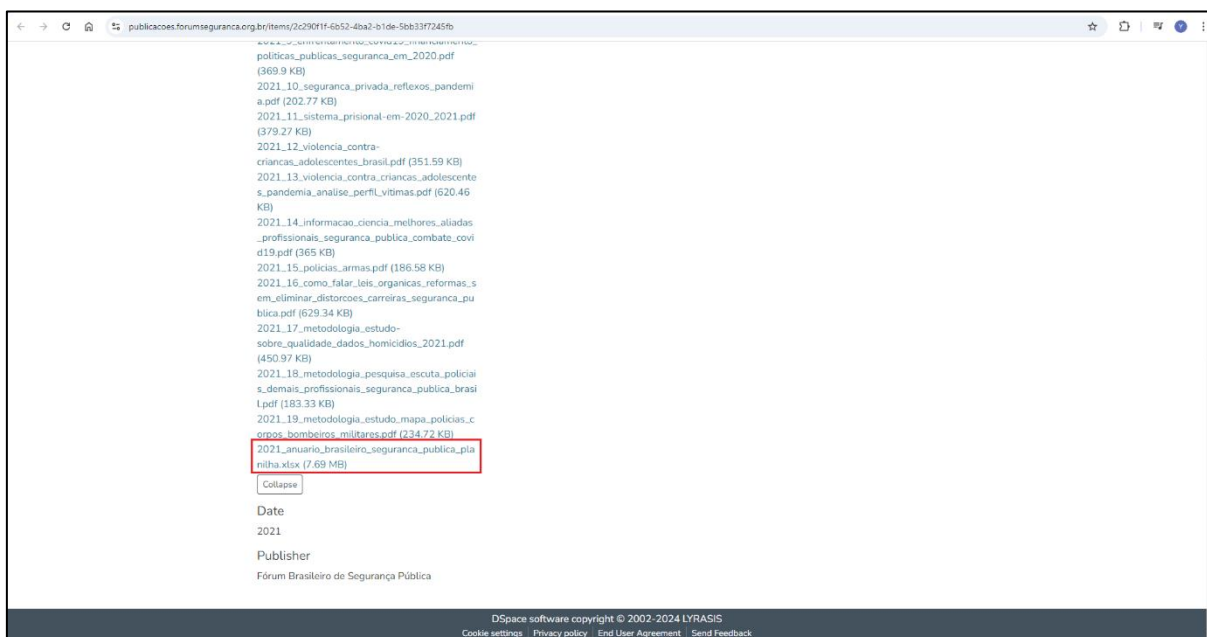 publicacoes.forumseguranca.org.br/items/2c290f1f-6b52-4ba2-b1de-5bb33f7245fb
2021_9_enfrentamento_covid19_financiamento_
politicas_publicas_seguranca_em_2020.pdf
(369.9 KB)
2021_10_seguranca_privada_reflexos_pandemi
a.pdf (202.77 KB)
2021_11_sistema_prisional-em-2020_2021.pdf
(379.27 KB)
2021_12_violencia_contra-
criancas_adolescentes_brasil.pdf (351.59 KB)
2021_13_violencia_contra_criancas_adolescente
s_pandemia_analise_perfil_vitimas.pdf (620.46
KB)
2021_14_informacao_ciencia_melhores_aliadas
_profissionais_seguranca_publica_combate_covi
d19.pdf (365 KB)
2021_15_policias_armas.pdf (186.58 KB)
2021_16_como_falar_leis_organicas_reformas_s
em_eliminar_distorcoes_carreiras_seguranca_pu
blica.pdf (629.34 KB)
2021_17_metodologia_estudo-
sobre_qualidade_dados_homicidios_2021.pdf
(450.97 KB)
2021_18_metodologia_pesquisa_escuta_policiai
s_demais_profissionais_seguranca_publica_brasi
l.pdf (183.33 KB)
2021_19_metodologia_estudo_mapa_policias_c
orpos_bombeiros_militares.pdf (234.72 KB)
2021_anuario_brasileiro_seguranca_publica_pla
nilha.xlsx (7.69 MB)
Collapse
Date
2021
Publisher
Fórum Brasileiro de Segurança Pública
DSpace software copyright © 2002-2024 LYRASIS
Cookie settings Privacy policy End User Agreement Send Feedback